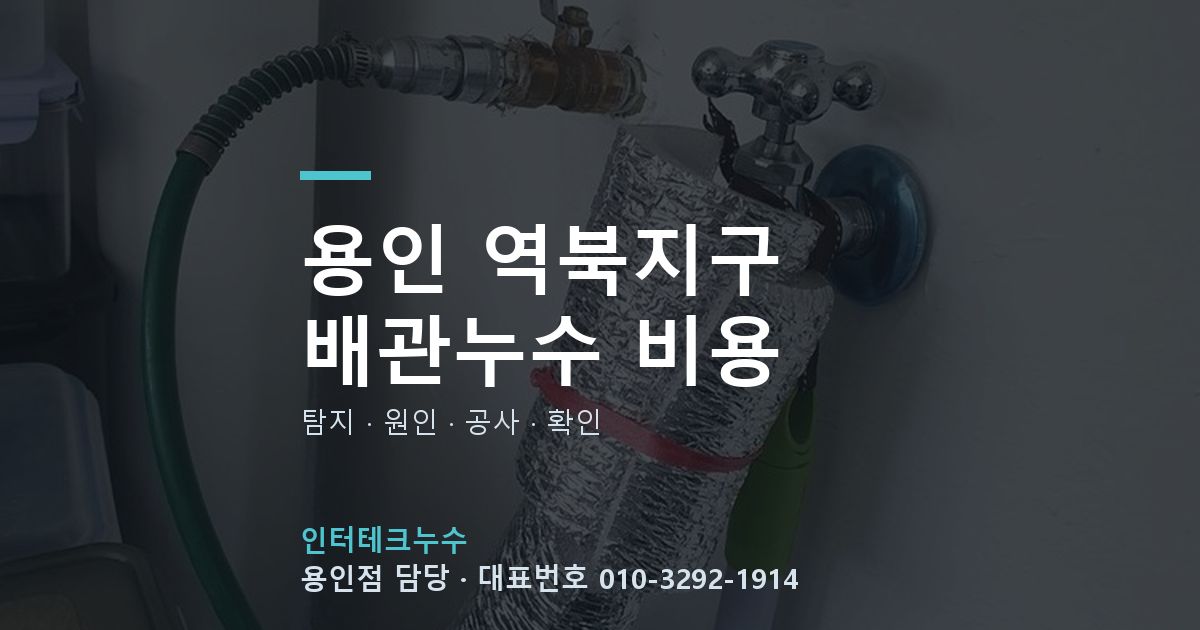 용인 역북지구
배관누수 비용
탐지 · 원인 · 공사 · 확인
인터테크누수
용인점 담당 · 대표번호 010-3292-1914